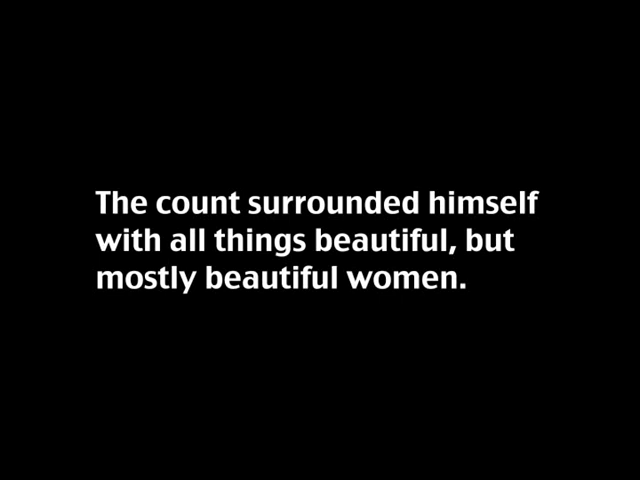 The count surrounded himself
with all things beautiful, but
mostly beautiful women.